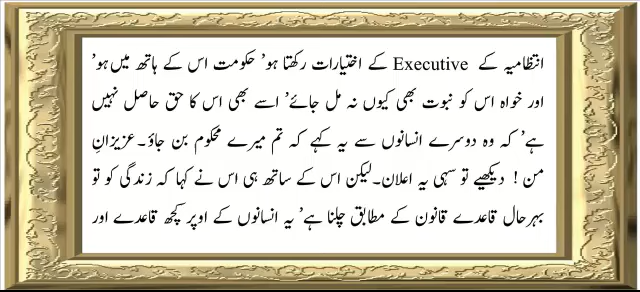 انتظامیہ کے Executive کے اختیارات رکھتا ہو’ حکومت اس کے ہاتھ میں ہو’
اور خواہ اس کو نبوت بھی کیوں نہ مل جائے’ اسے بھی اس کا حق حاصل نہیں
ہے’ کہ وہ دوسرے انسانوں سے یہ کہے کہ تم میرے محکوم بن جاؤ۔عزیزانِ
من ! دیکھیے تو سہی یہ اعلان۔لیکن اس کے ساتھ ہی اس نے کہا کہ زندگی کو تو
بہرحال قاعدے قانون کے مطابق چلنا ہے’ یہ انسانوں کے اوپر کچھ قاعدے اور